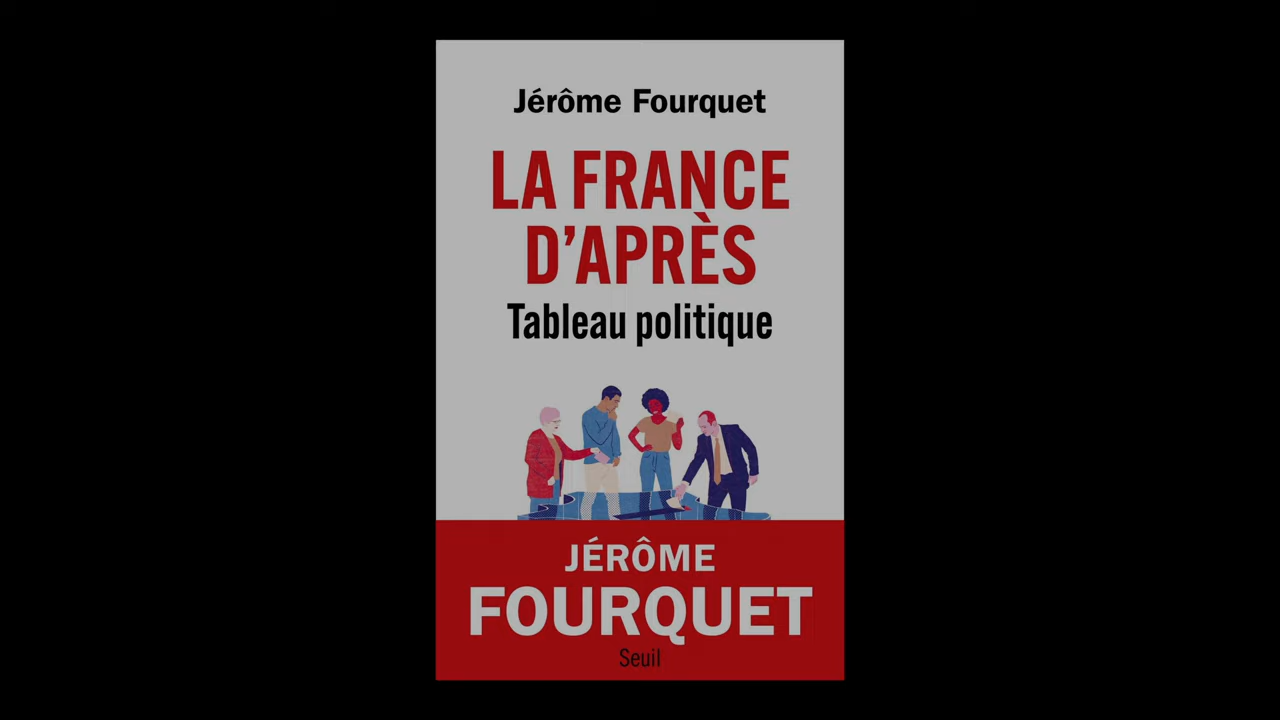 Jérôme Fourquet
LA FRANCE
D’APRÈS
Tableau politique
JÉRÔME
FOURQUET
Seuil